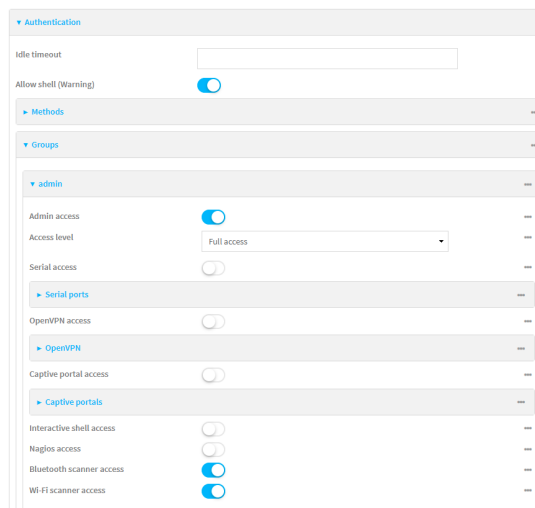 Authentication
Idle timeout
Allow shell (Warning)
Methods
Groups
admin
Admin access
Access level Full access
Serial access
Serial ports
OpenVPN access
OpenVPN
Captive portal access
Captive portals
Interactive shell access
Nagios access
Bluetooth scanner access
Wi-Fi scanner access